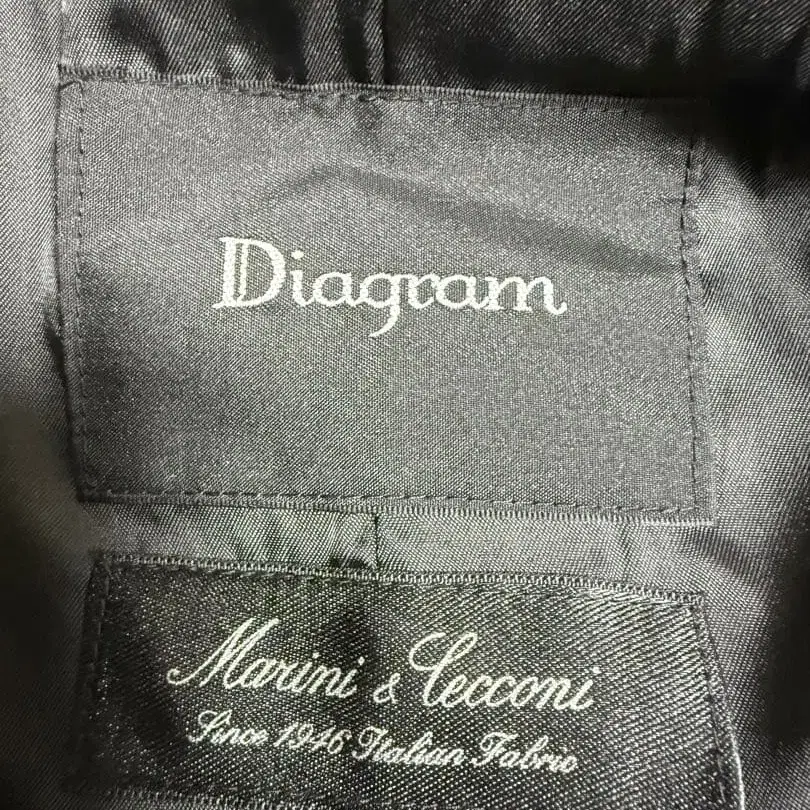 Diagram
Marini & Cecconi
Since 1946 Italian Fabric